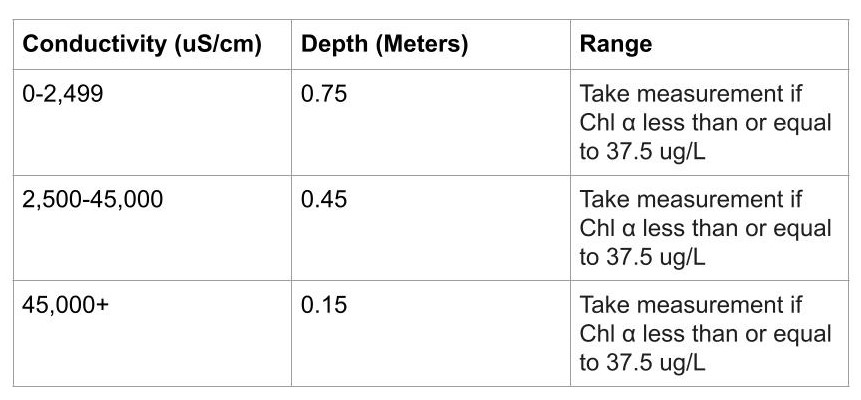 Conductivity (uS/cm) Depth (Meters) Range
0-2,499 0.75 Take measurement if
Chl α less than or equal
to 37.5 ug/L
2,500-45,000 0.45 Take measurement if
Chl α less than or equal
to 37.5 ug/L
45,000+ 0.15 Take measurement if
Chl α less than or equal
to 37.5 ug/L